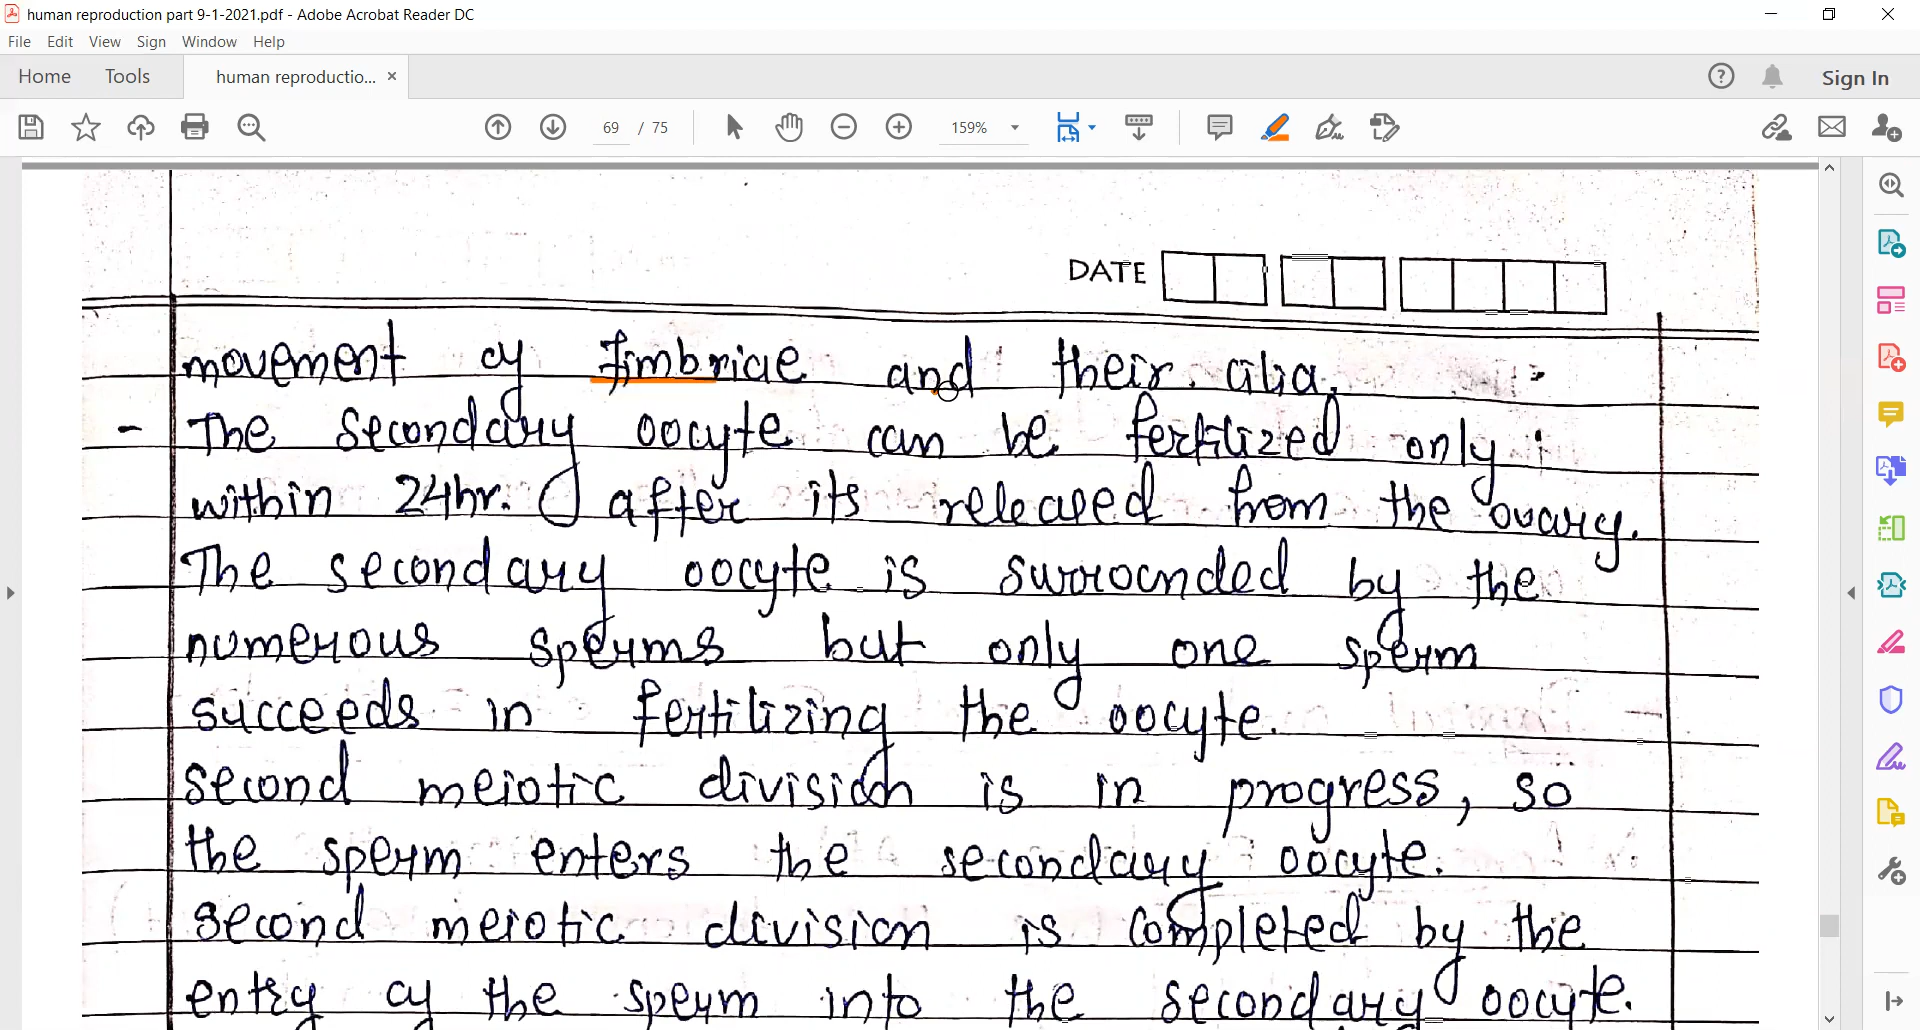 human reproduction part 9-1-2021.pdf - Adobe Acrobat Reader DC
File Edit View Sign Window Help
Home Tools human reproductio... × Sign In
69 / 75 159%
DATE
movement of fimbriae and their cilia.
- The secondary oocyte can be fertilized only
within 24hr. after its released from the ovary.
The secondary oocyte is surrounded by the
numerous sperms but only one sperm
succeeds in fertilizing the oocyte.
second meiotic division is in progress, so
the sperm enters the secondary oocyte.
second meiotic division is completed by the
entry of the sperm into the secondary oocyte.